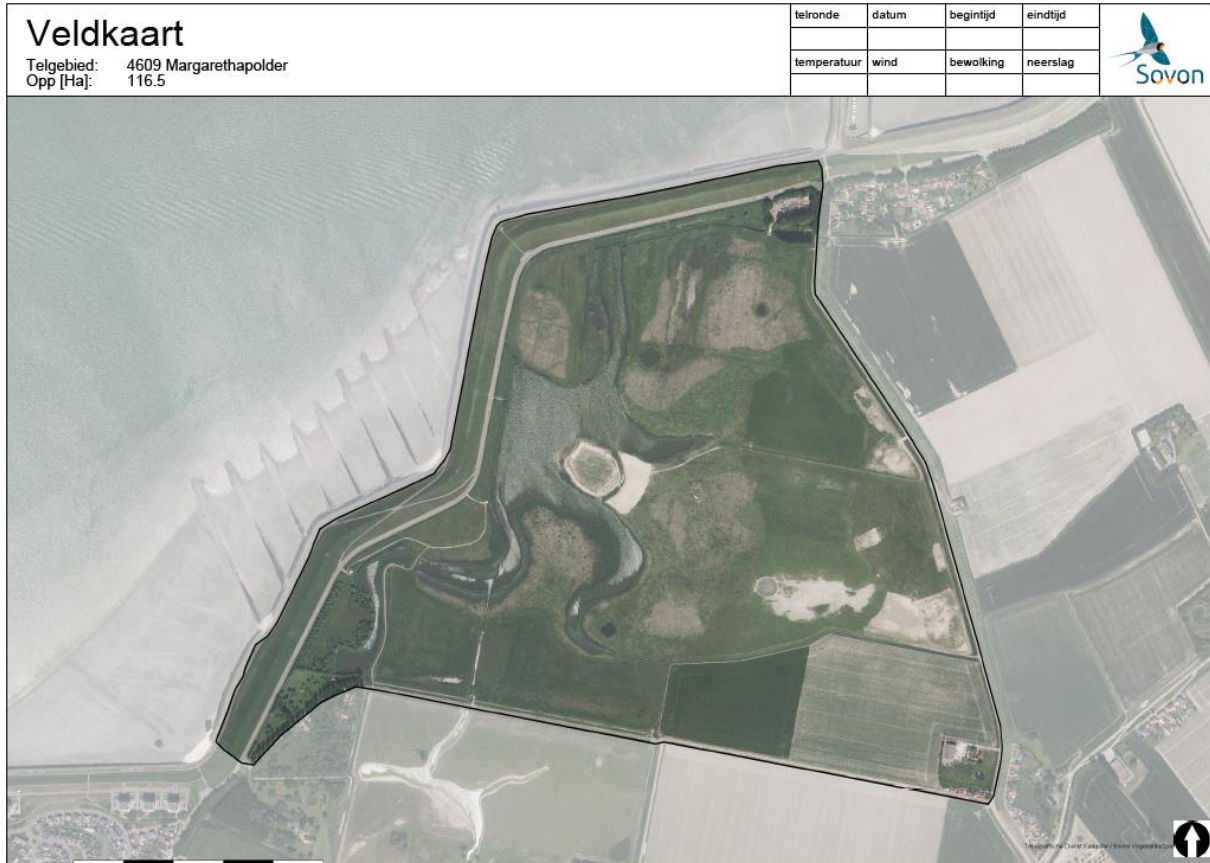 Veldkaart
Telgebied: 4609 Margarethapolder
Opp [Ha]: 116.5
telronde datum begintijd eindtijd
temperatuur wind bewolking neerslag
Sovon